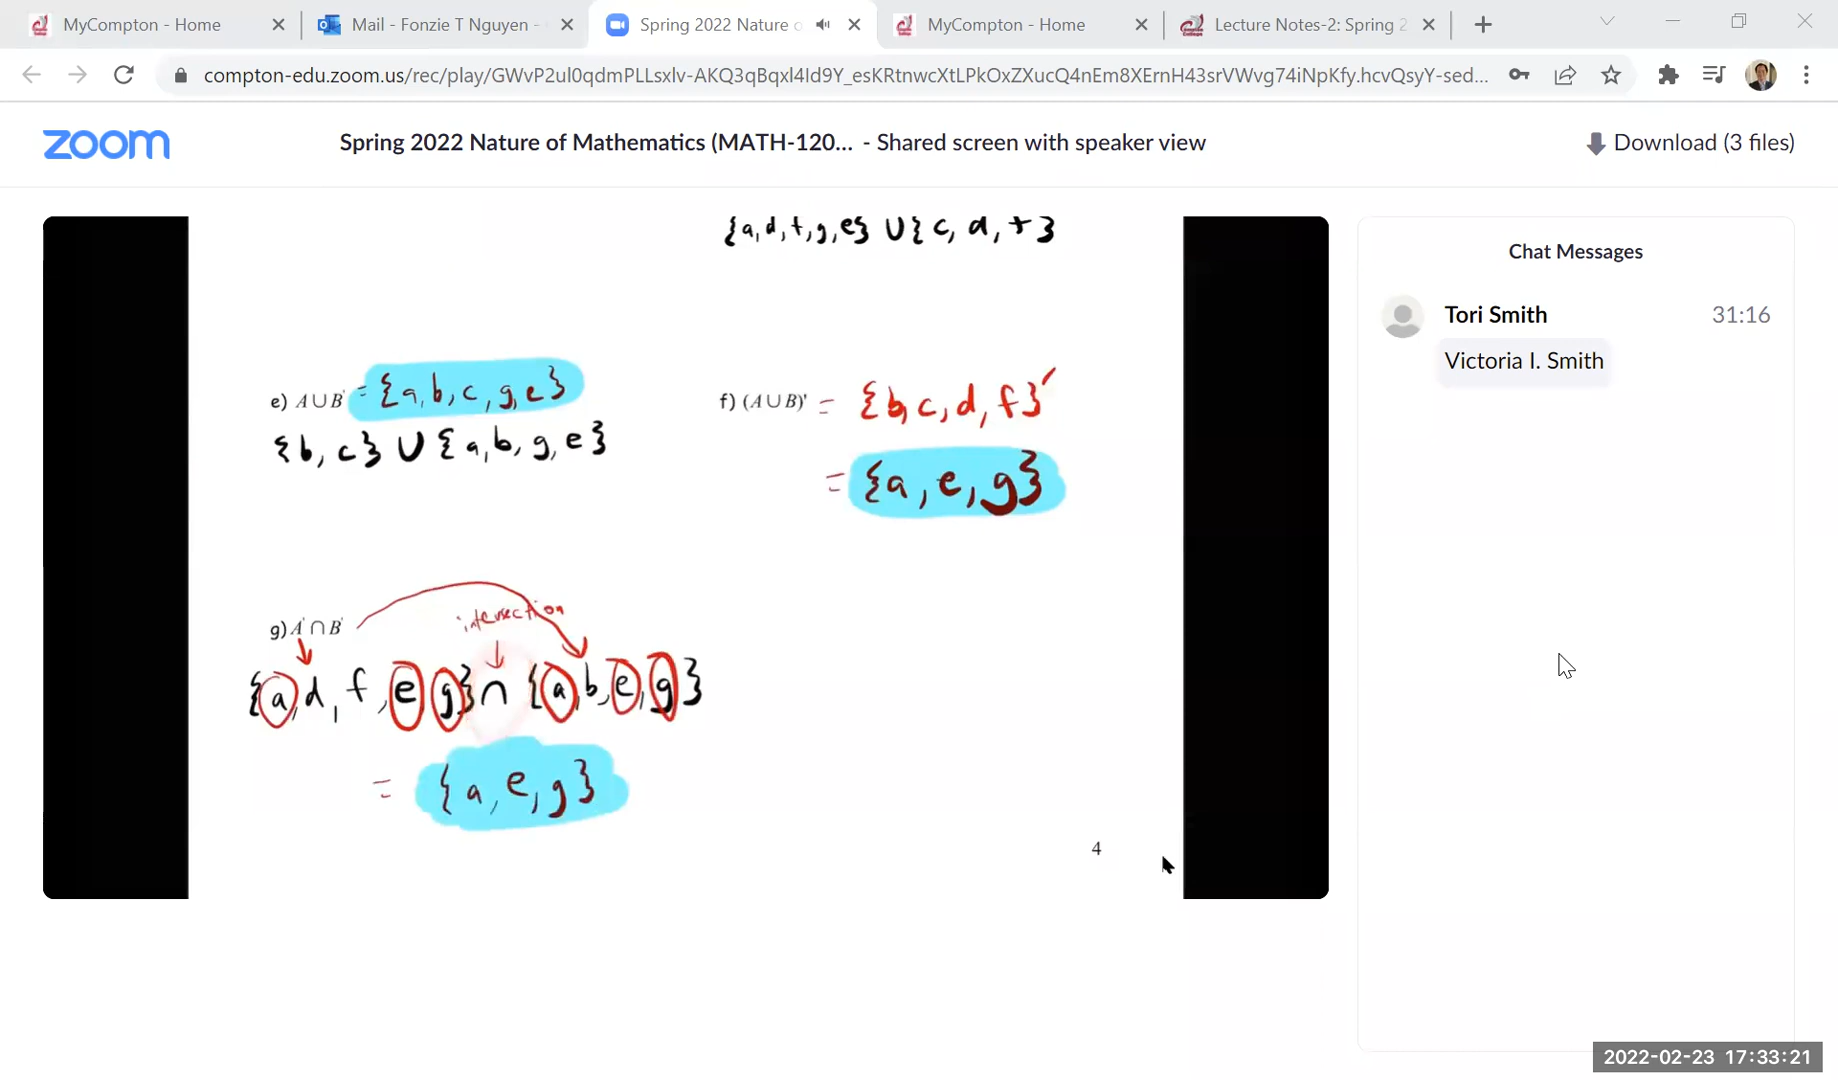 MyCompton - Home
Mail - Fonzie T Nguyen -
Spring 2022 Nature o
MyCompton - Home
Lecture Notes-2: Spring 2
compton-edu.zoom.us/rec/play/GWvP2ul0qdmPLLsxlv-AKQ3qBqxl4Id9Y_esKRtnwcXtLPkOxZXucQ4nEm8XErnH43srVWvg74iNpKfy.hcvQsyY-sed...
zoom
Spring 2022 Nature of Mathematics (MATH-120... - Shared screen with speaker view
Download (3 files)
{a,d,f,g,e} ∪ {c, d, f}
e) A∪B' = {a,b,c,g,e}
{b,c} ∪ {a,b,g,e}
f) (A∪B)' = {b,c,d,f}'
= {a,e,g}
g) A'∩B'
intersection
{a,d,f,e,g} ∩ {a,b,e,g}
= {a,e,g}
4
Chat Messages
Tori Smith 31:16
Victoria I. Smith
2022-02-23 17:33:21